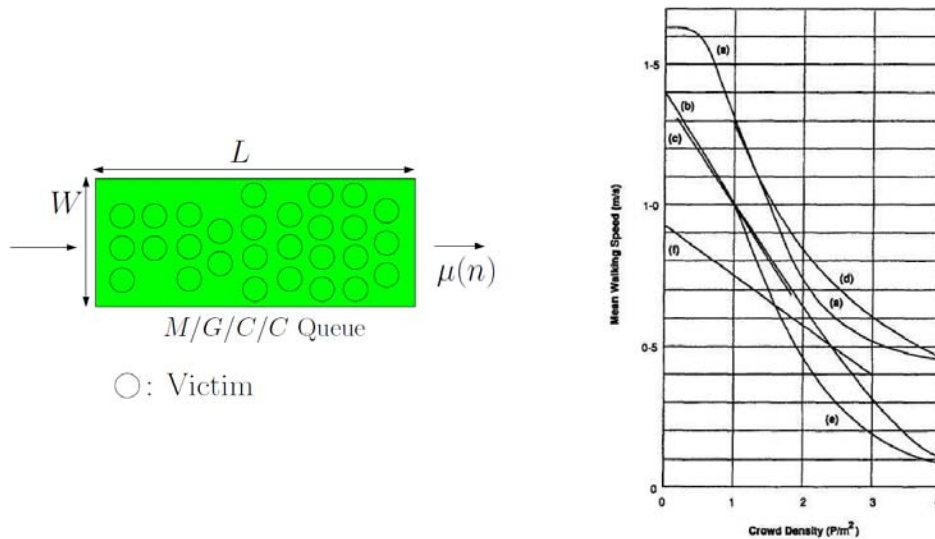 L
W
μ(n)
M/G/C/C Queue
◯: Victim
Mean Walking Speed (m/s)
1·5
1·0
0·5
0
(a)
(b)
(c)
(f)
(d)
(a)
(e)
0 1 2 3
Crowd Density (P/m²)